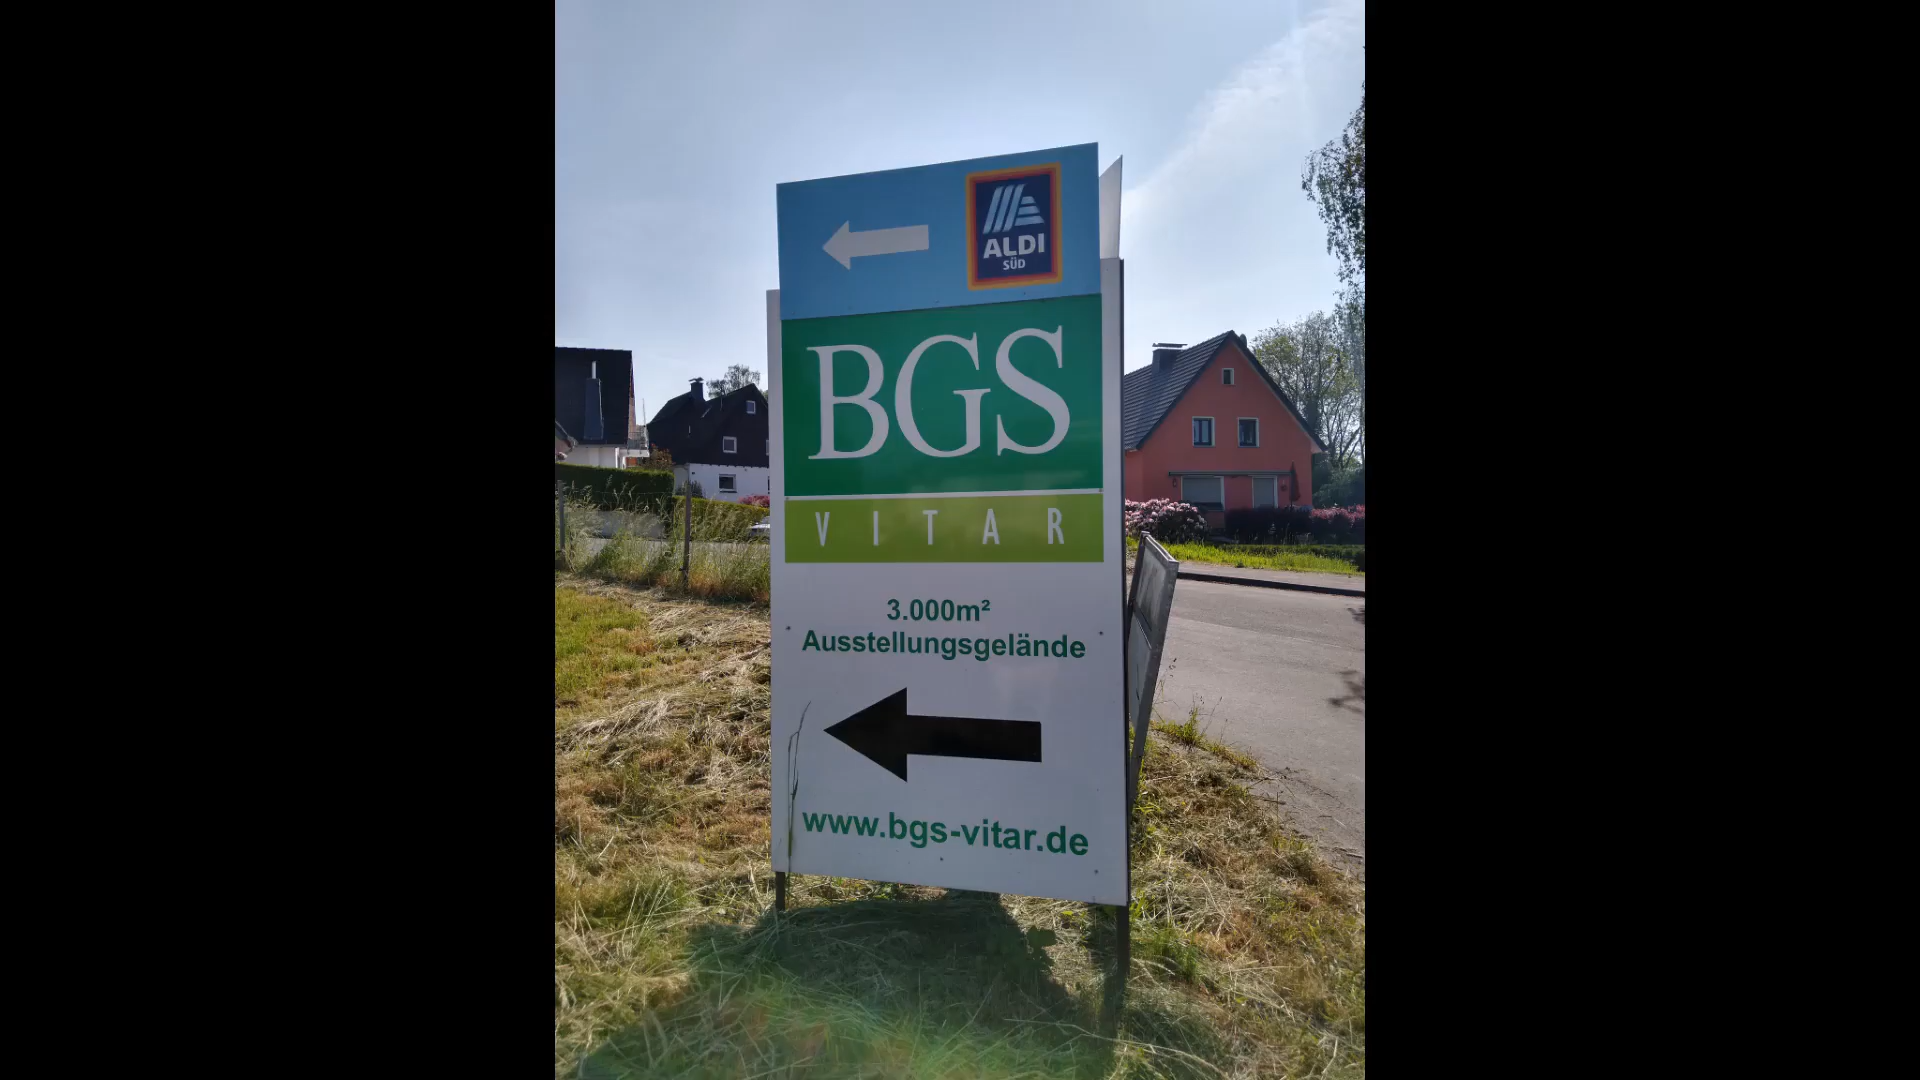 ALDI
SÜD
BGS
VITAR
3.000m²
Ausstellungsgelände
www.bgs-vitar.de